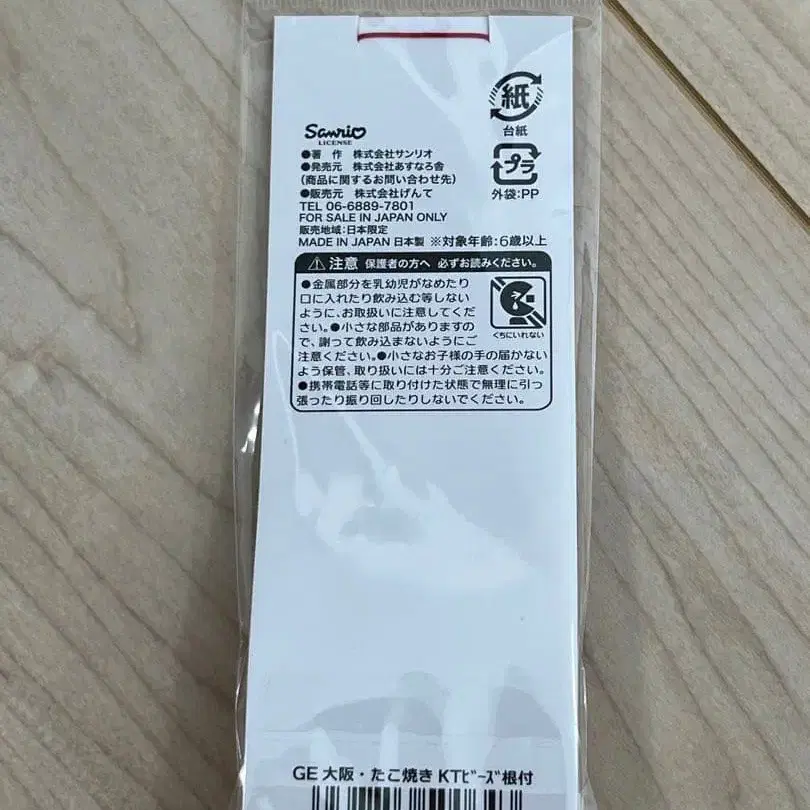 紙
台紙
プラ
外袋:PP
Sanrio
LICENSE
●著 作 株式会社サンリオ
●発売元 株式会社あすなろ舎
(商品に関するお問い合わせ先)
●販売元 株式会社げんて
TEL 06-6889-7801
FOR SALE IN JAPAN ONLY
販売地域:日本限定
MADE IN JAPAN 日本製 ※対象年齢:6歳以上
注意 保護者の方へ 必ずお読みください。
●金属部分を乳幼児がなめたり
口に入れたり飲み込む等しない
ように、お取扱いに注意してくだ
さい。●小さな部品がありますの
で、謝って飲み込まないようにご
注意ください。●小さなお子様の手の届かない
よう保管、取り扱いには十分ご注意ください。
●携帯電話等に取り付けた状態で無理に引っ
張ったり振り回したりしないでください。
くちにいれない
GE 大阪・たこ焼き KTビーズ根付